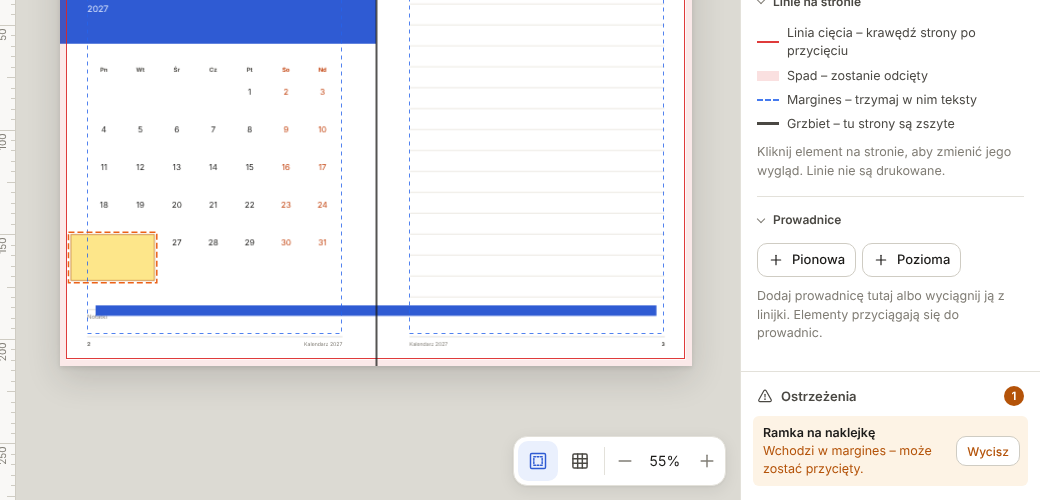 2027
Pn Wt Śr Cz Pt So Nd
1 2 3
4 5 6 7 8 9 10
11 12 13 14 15 16 17
18 19 20 21 22 23 24
27 28 29 30 31
2 Kalendarz 2027
Kalendarz 2027 3
50
100
150
200
250
55%
Linie na stronie
Linia cięcia – krawędź strony po
przycięciu
Spad – zostanie odcięty
Margines – trzymaj w nim teksty
Grzbiet – tu strony są zszyte
Kliknij element na stronie, aby zmienić jego
wygląd. Linie nie są drukowane.
Prowadnice
Pionowa
Pozioma
Dodaj prowadnicę tutaj albo wyciągnij ją z
linijki. Elementy przyciągają się do
prowadnic.
Ostrzeżenia 1
Ramka na naklejkę
Wchodzi w margines – może
zostać przycięty.
Wycisz